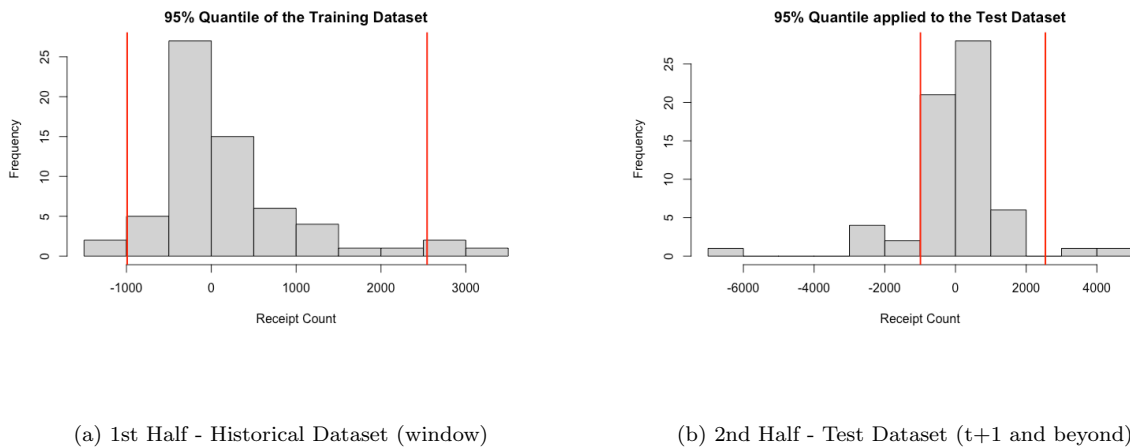 95% Quantile of the Training Dataset
Frequency
25
20
15
10
5
0
-1000
0
1000
2000
3000
Receipt Count
(a) 1st Half - Historical Dataset (window)
95% Quantile applied to the Test Dataset
Frequency
25
20
15
10
5
0
-6000
-4000
-2000
0
2000
4000
Receipt Count
(b) 2nd Half - Test Dataset (t+1 and beyond)